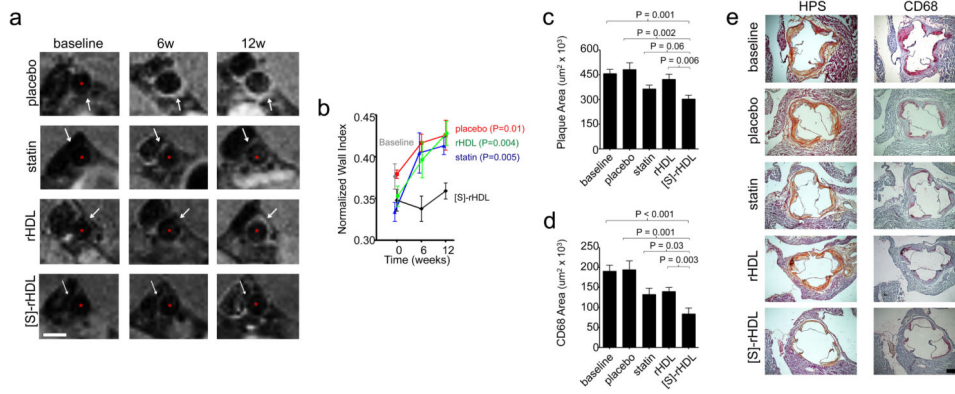 a
baseline
6w
12w
placebo
statin
rHDL
[S]-rHDL
b
Normalized Wall Index
0.45
0.40
0.35
0.30
Baseline
placebo (P=0.01)
rHDL (P=0.004)
statin (P=0.005)
[S]-rHDL
0
6
12
Time (weeks)
c
P = 0.001
P = 0.002
P = 0.06
P = 0.006
Plaque Area (um² x 10³)
600
450
300
150
0
baseline
placebo
statin
rHDL
[S]-rHDL
d
P < 0.001
P = 0.001
P = 0.03
P = 0.003
CD68 Area (um² x 10³)
250
200
150
100
50
0
baseline
placebo
statin
rHDL
[S]-rHDL
e
HPS
CD68
baseline
placebo
statin
rHDL
[S]-rHDL